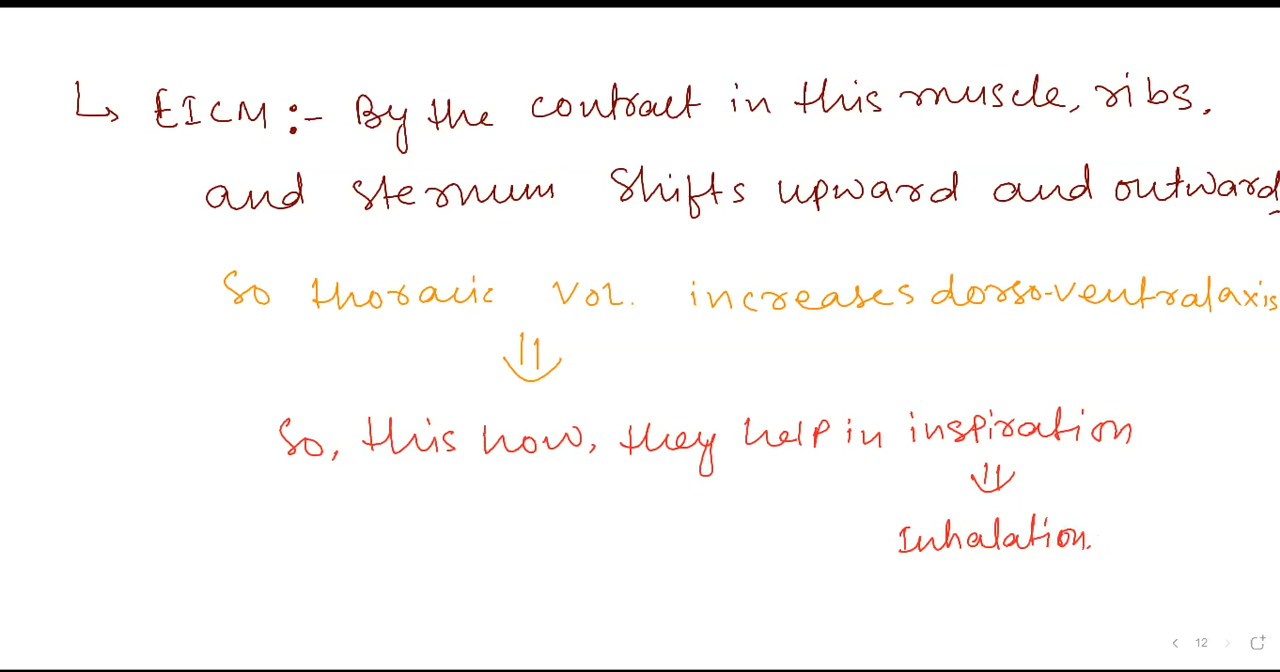 ↳ EICM :- By the contract in this muscle, ribs,
and sternum shifts upward and outward
So thoracic vol. increases dorso-ventral axis
⇓
So, this how, they help in inspiration
⇓
Inhalation.
< 12 >